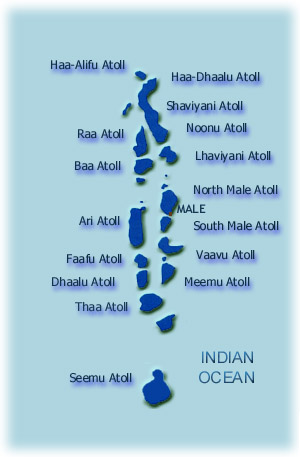 Haa-Alifu Atoll
Haa-Dhaalu Atoll
Shaviyani Atoll
Noonu Atoll
Raa Atoll
Lhaviyani Atoll
Baa Atoll
North Male Atoll
MALE
Ari Atoll
South Male Atoll
Vaavu Atoll
Faafu Atoll
Dhaalu Atoll
Meemu Atoll
Thaa Atoll
INDIAN
OCEAN
Seemu Atoll